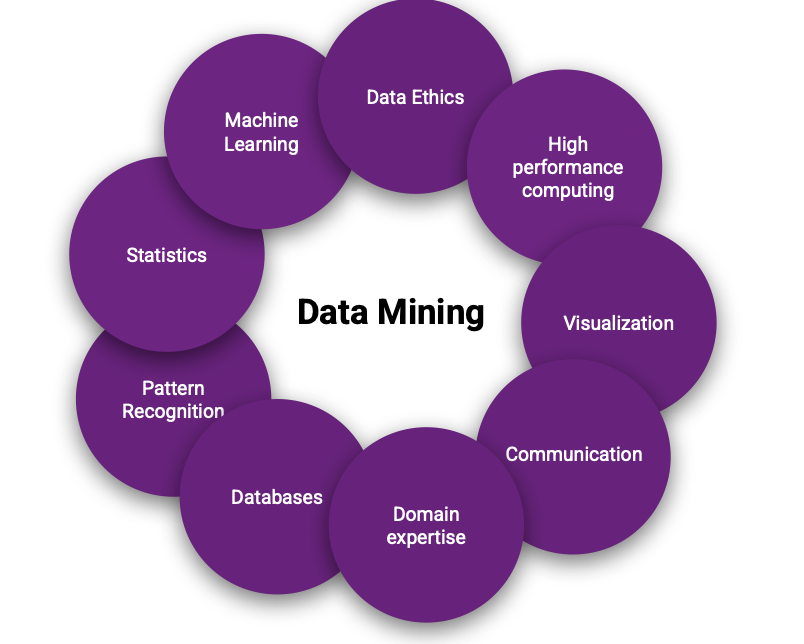 Data Ethics
Machine
Learning
High
performance
computing
Statistics
Data Mining
Visualization
Pattern
Recognition
Communication
Databases
Domain
expertise